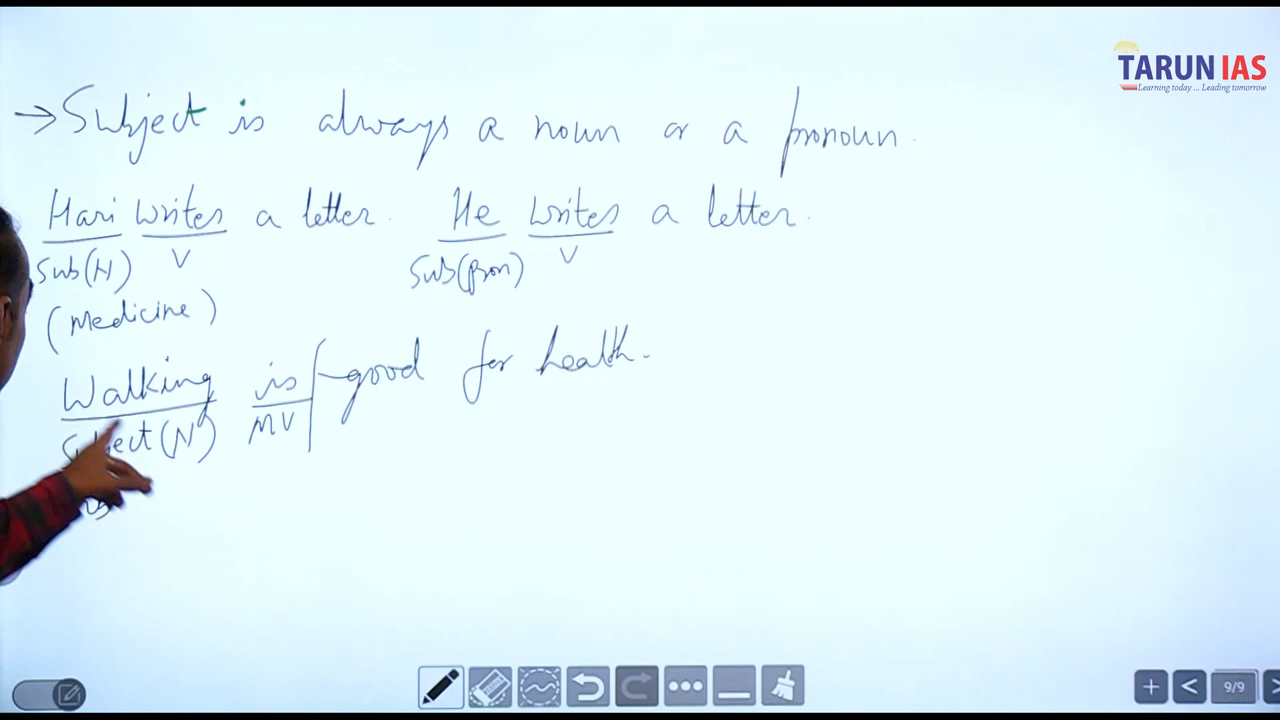 TARUN IAS
Learning today ... Leading tomorrow
→ Subject is always a noun or a pronoun.
Hari writes a letter. He writes a letter.
Sub(N) V Sub(pron) V
(Medicine)
Walking is good for health.
Subject (N) MV
9/9